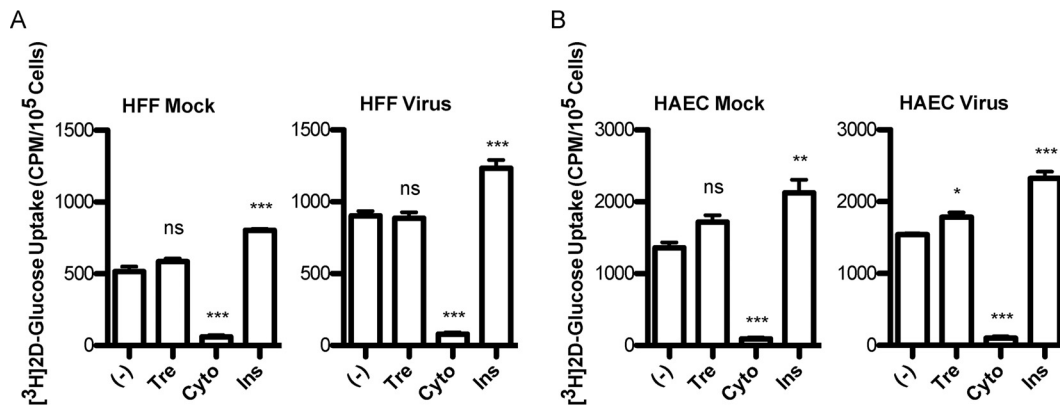 A
[³H]2D-Glucose Uptake (CPM/10⁵ Cells)
HFF Mock
1500
1000
500
0
ns
***
***
(-) Tre Cyto Ins
HFF Virus
1500
1000
500
0
ns
***
***
(-) Tre Cyto Ins
B
[³H]2D-Glucose Uptake (CPM/10⁵ Cells)
HAEC Mock
3000
2000
1000
0
ns
***
**
(-) Tre Cyto Ins
HAEC Virus
3000
2000
1000
0
*
***
***
(-) Tre Cyto Ins